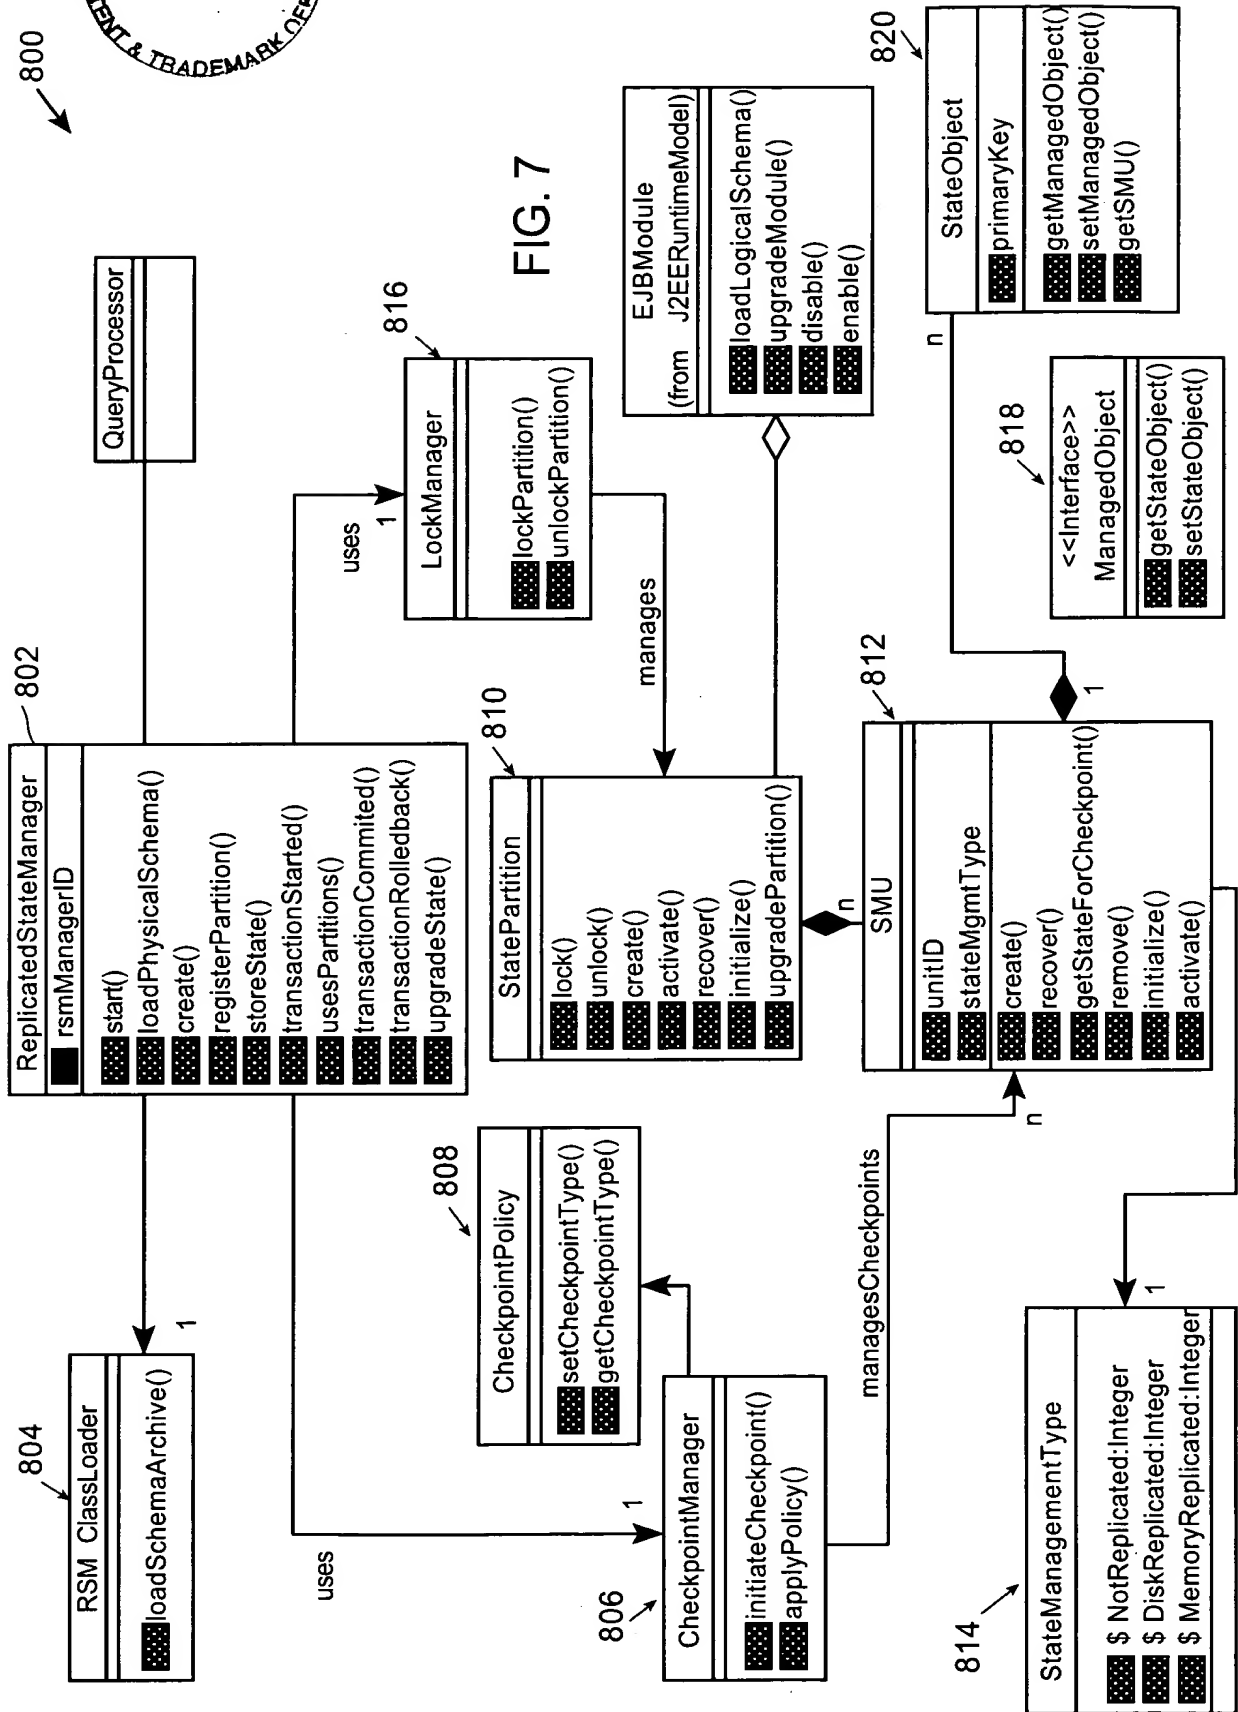 TENT & TRADEMARK OFF
800
FIG. 7
QueryProcessor
802
ReplicatedStateManager
rsmManagerID
start()
loadPhysicalSchema()
create()
registerPartition()
storeState()
transactionStarted()
usesPartitions()
transactionCommited()
transactionRolledback()
upgradeState()
804
RSM ClassLoader
loadSchemaArchive()
1
uses
1
816
LockManager
lockPartition()
unlockPartition()
manages
EJBModule
(from J2EERuntimeModel)
loadLogicalSchema()
upgradeModule()
disable()
enable()
810
StatePartition
lock()
unlock()
create()
activate()
recover()
initialize()
upgradePartition()
n
808
CheckpointPolicy
setCheckpointType()
getCheckpointType()
uses
1
806
CheckpointManager
initiateCheckpoint()
applyPolicy()
managesCheckpoints
n
812
SMU
unitID
stateMgmtType
create()
recover()
getStateForCheckpoint()
remove()
initialize()
activate()
1
n
820
StateObject
primaryKey
getManagedObject()
setManagedObject()
getSMU()
818
<<Interface>>
ManagedObject
getStateObject()
setStateObject()
814
StateManagementType
$ NotReplicated:Integer
$ DiskReplicated:Integer
$ MemoryReplicated:Integer
1